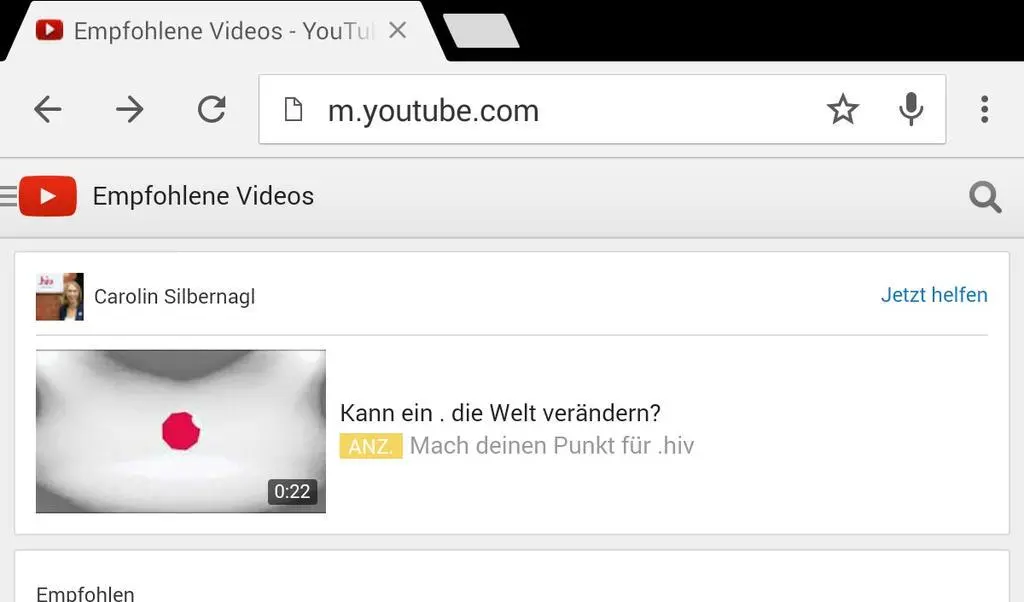 Empfohlene Videos - YouTu
m.youtube.com
Empfohlene Videos
.hiv
Carolin Silbernagl
Jetzt helfen
Kann ein . die Welt verändern?
ANZ. Mach deinen Punkt für .hiv
0:22
Empfohlen